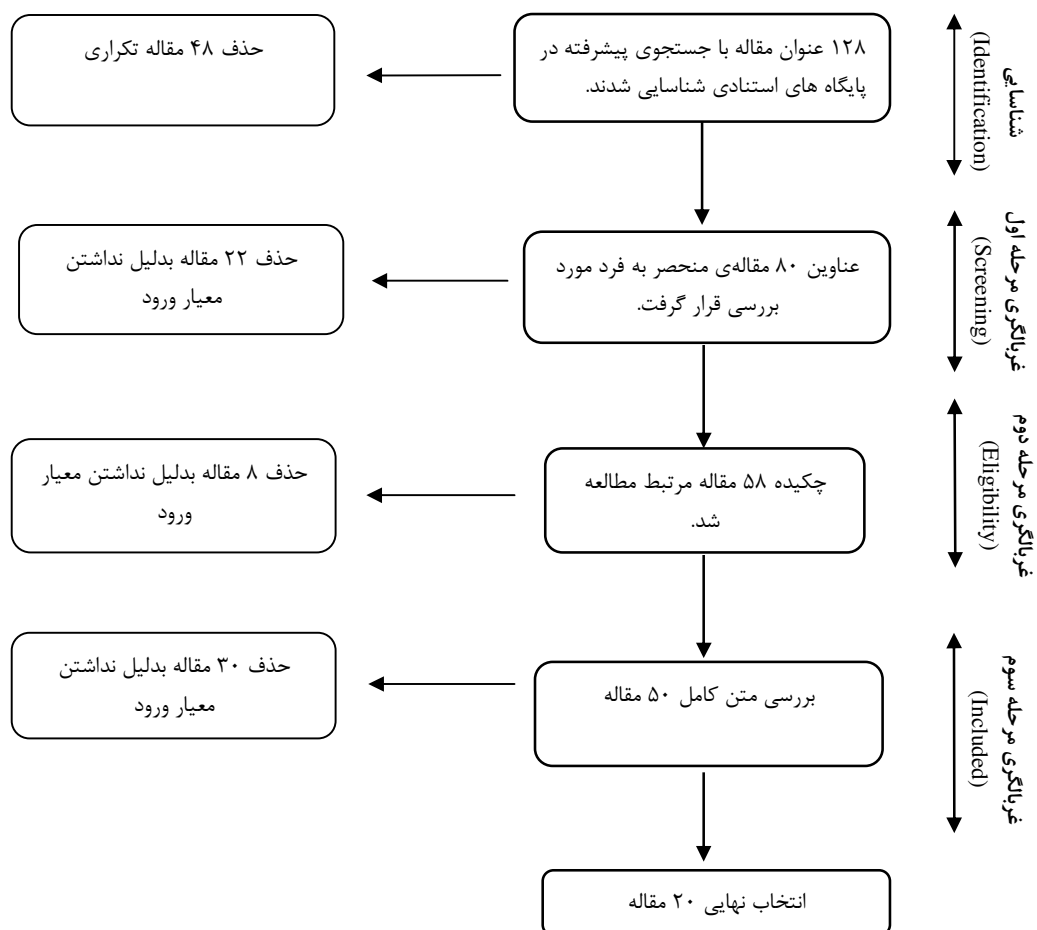 شناسایی
(Identification)
۱۲۸ عنوان مقاله با جستجوی پیشرفته در
پایگاه های استنادی شناسایی شدند.
حذف ۴۸ مقاله تکراری
غربالگری مرحله اول
(Screening)
عناوین ۸۰ مقاله‌ی منحصر به فرد مورد
بررسی قرار گرفت.
حذف ۲۲ مقاله بدلیل نداشتن
معیار ورود
غربالگری مرحله دوم
(Eligibility)
چکیده ۵۸ مقاله مرتبط مطالعه
شد.
حذف ۸ مقاله بدلیل نداشتن معیار
ورود
غربالگری مرحله سوم
(Included)
بررسی متن کامل ۵۰ مقاله
حذف ۳۰ مقاله بدلیل نداشتن
معیار ورود
انتخاب نهایی ۲۰ مقاله